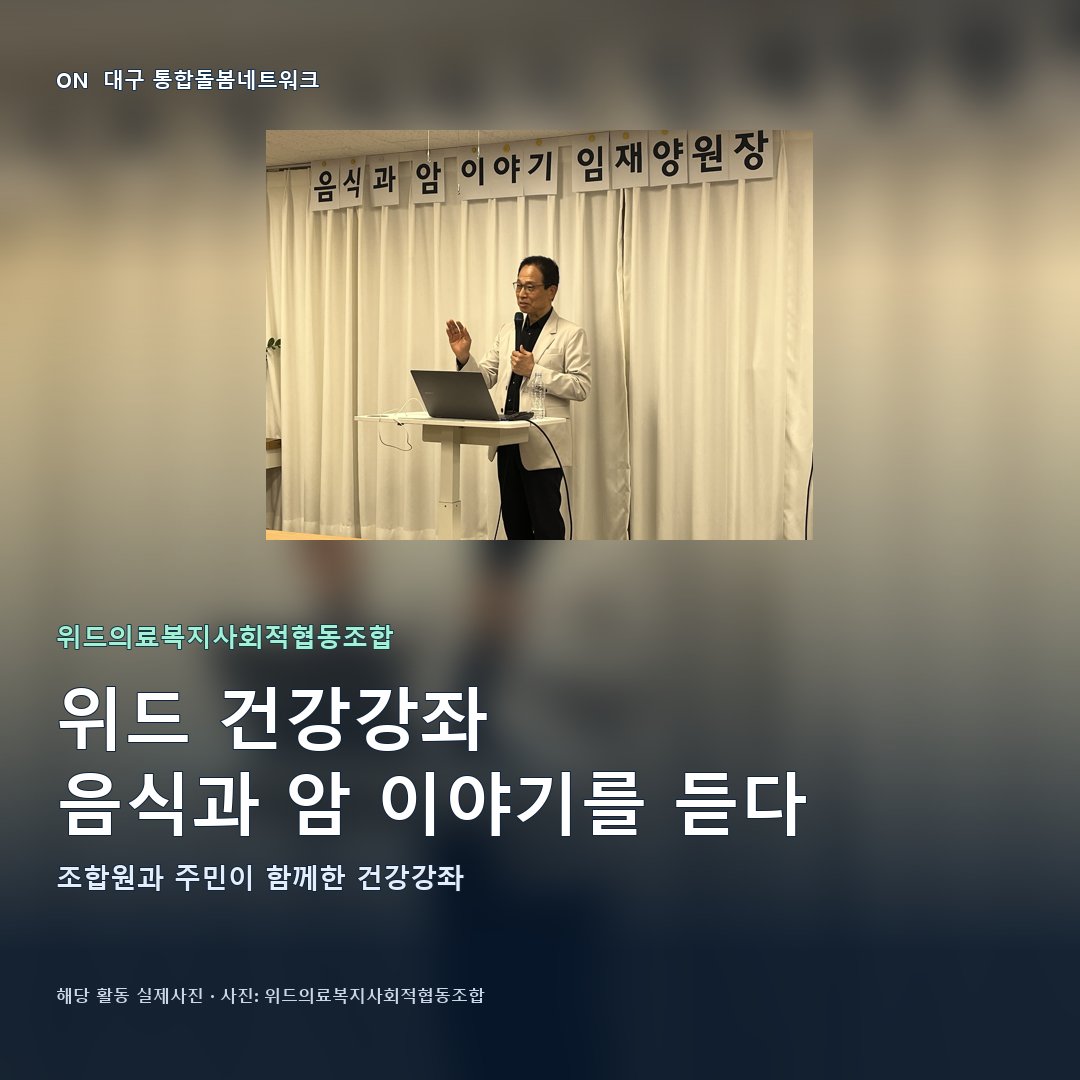 ON 대구 통합돌봄네트워크
음식과 암 이야기 임재양원장
위드의료복지사회적협동조합
위드 건강강좌
음식과 암 이야기를 듣다
조합원과 주민이 함께한 건강강좌
해당 활동 실제사진 · 사진: 위드의료복지사회적협동조합